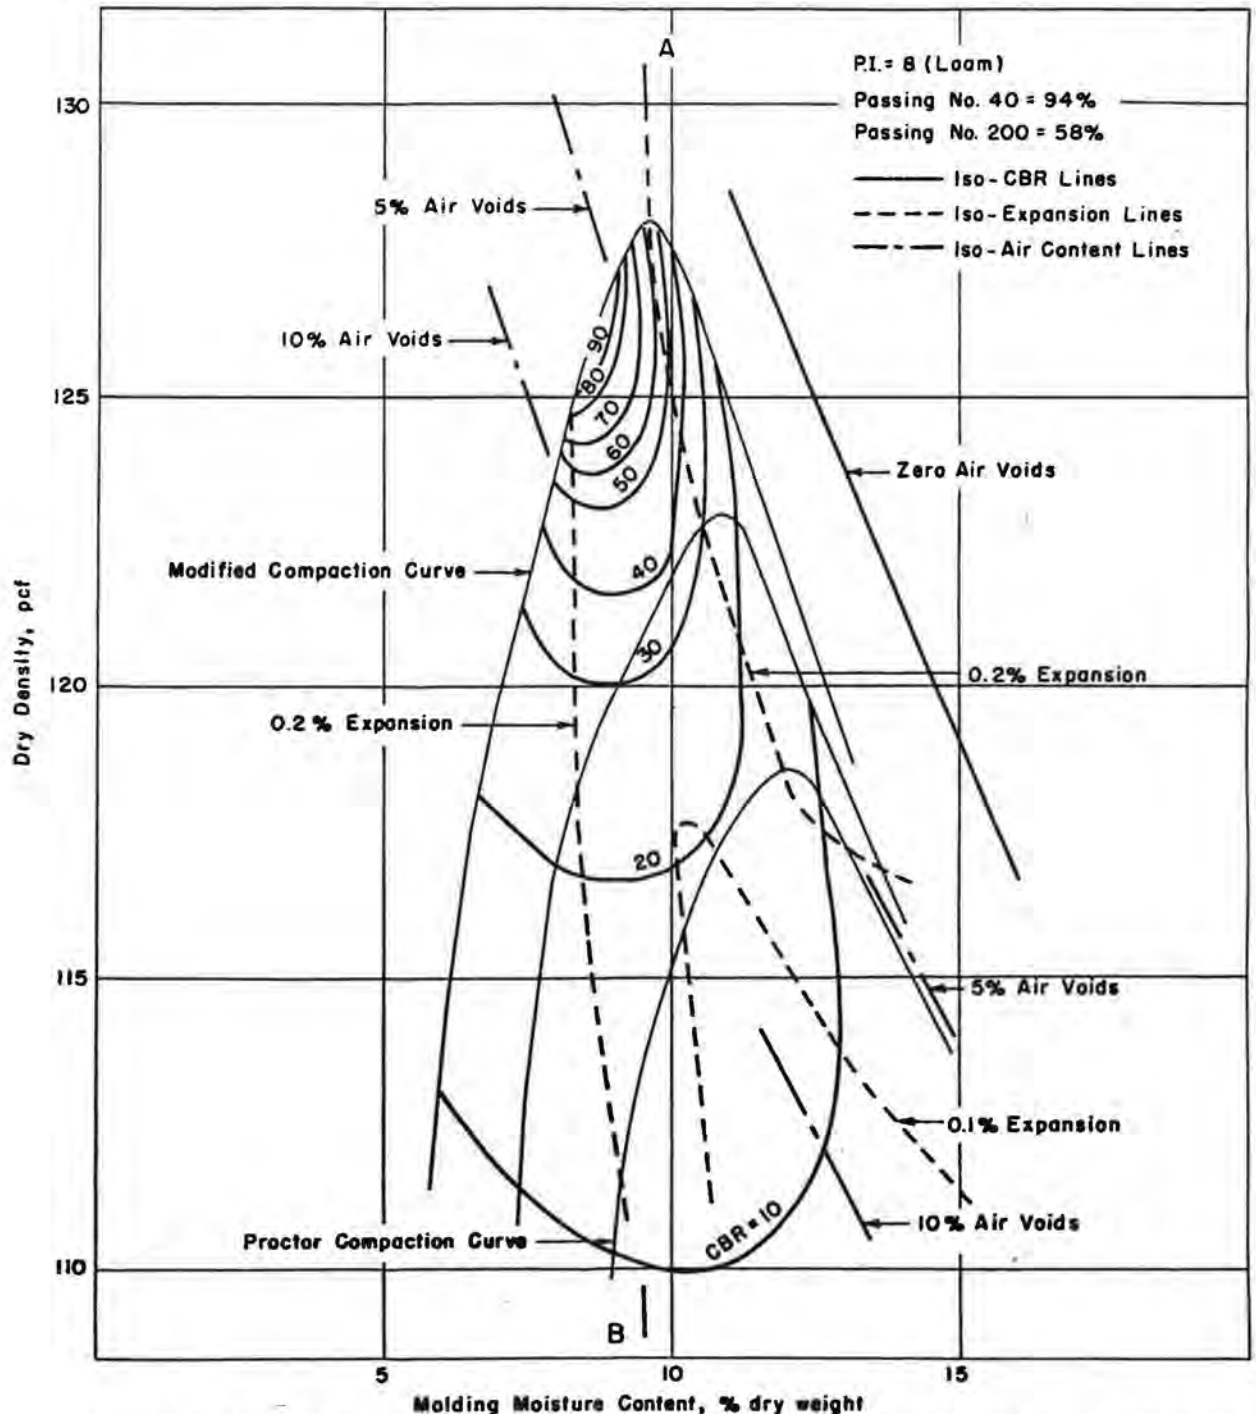 A
P.I.= 8 (Loam)
Passing No. 40 = 94%
Passing No. 200 = 58%
Iso-CBR Lines
Iso-Expansion Lines
Iso-Air Content Lines
130
5% Air Voids
10% Air Voids
90
80
125
70
60
50
Zero Air Voids
Modified Compaction Curve
40
30
120
0.2% Expansion
0.2% Expansion
20
115
5% Air Voids
0.1% Expansion
CBR = 10
10% Air Voids
Proctor Compaction Curve
110
B
5
10
15
Dry Density, pcf
Molding Moisture Content, % dry weight